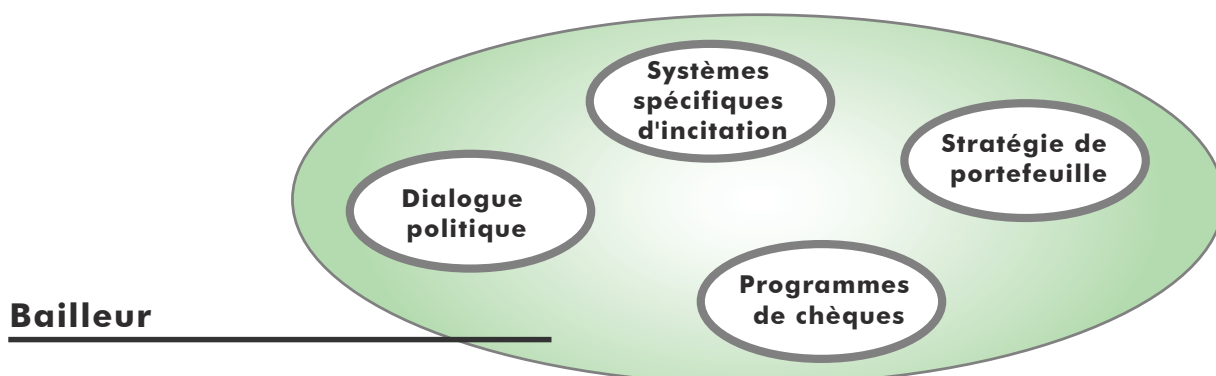 Systèmes
spécifiques
d'incitation
Stratégie de
portefeuille
Dialogue
politique
Programmes
de chèques
Bailleur